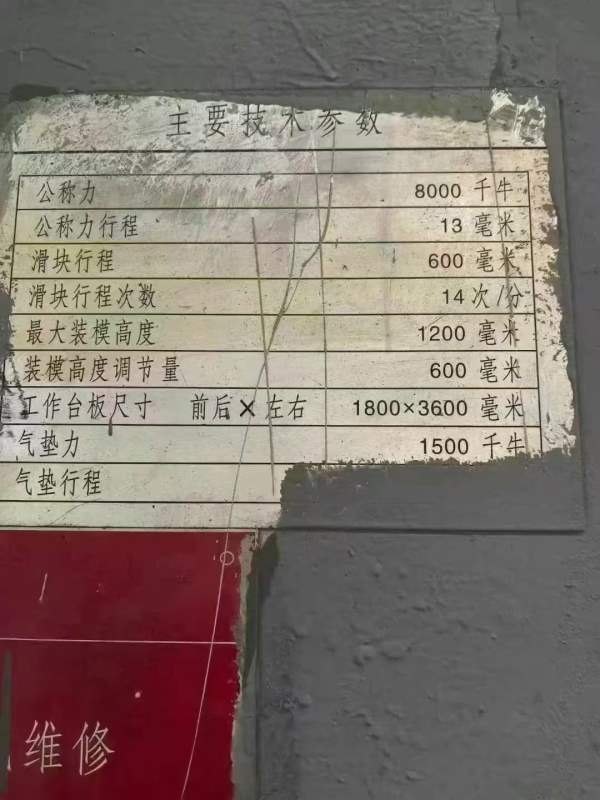 主要技术参数
公称力 8000 千牛
公称力行程 13 毫米
滑块行程 600 毫米
滑块行程次数 14 次/分
最大装模高度 1200 毫米
装模高度调节量 600 毫米
工作台板尺寸 前后×左右 1800×3600 毫米
气垫力 1500 千牛
气垫行程
维修